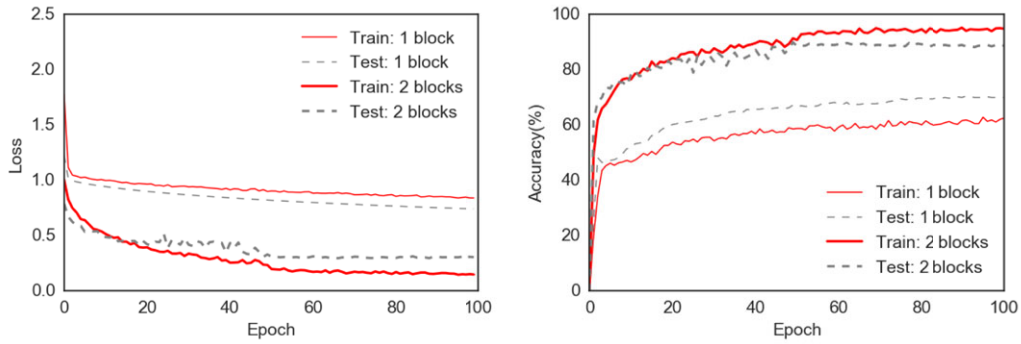 2.5
2.0
1.5
1.0
0.5
0.0
Loss
0 20 40 60 80 100
Epoch
Train: 1 block
Test: 1 block
Train: 2 blocks
Test: 2 blocks
100
80
60
40
20
0
Accuracy(%)
0 20 40 60 80 100
Epoch
Train: 1 block
Test: 1 block
Train: 2 blocks
Test: 2 blocks